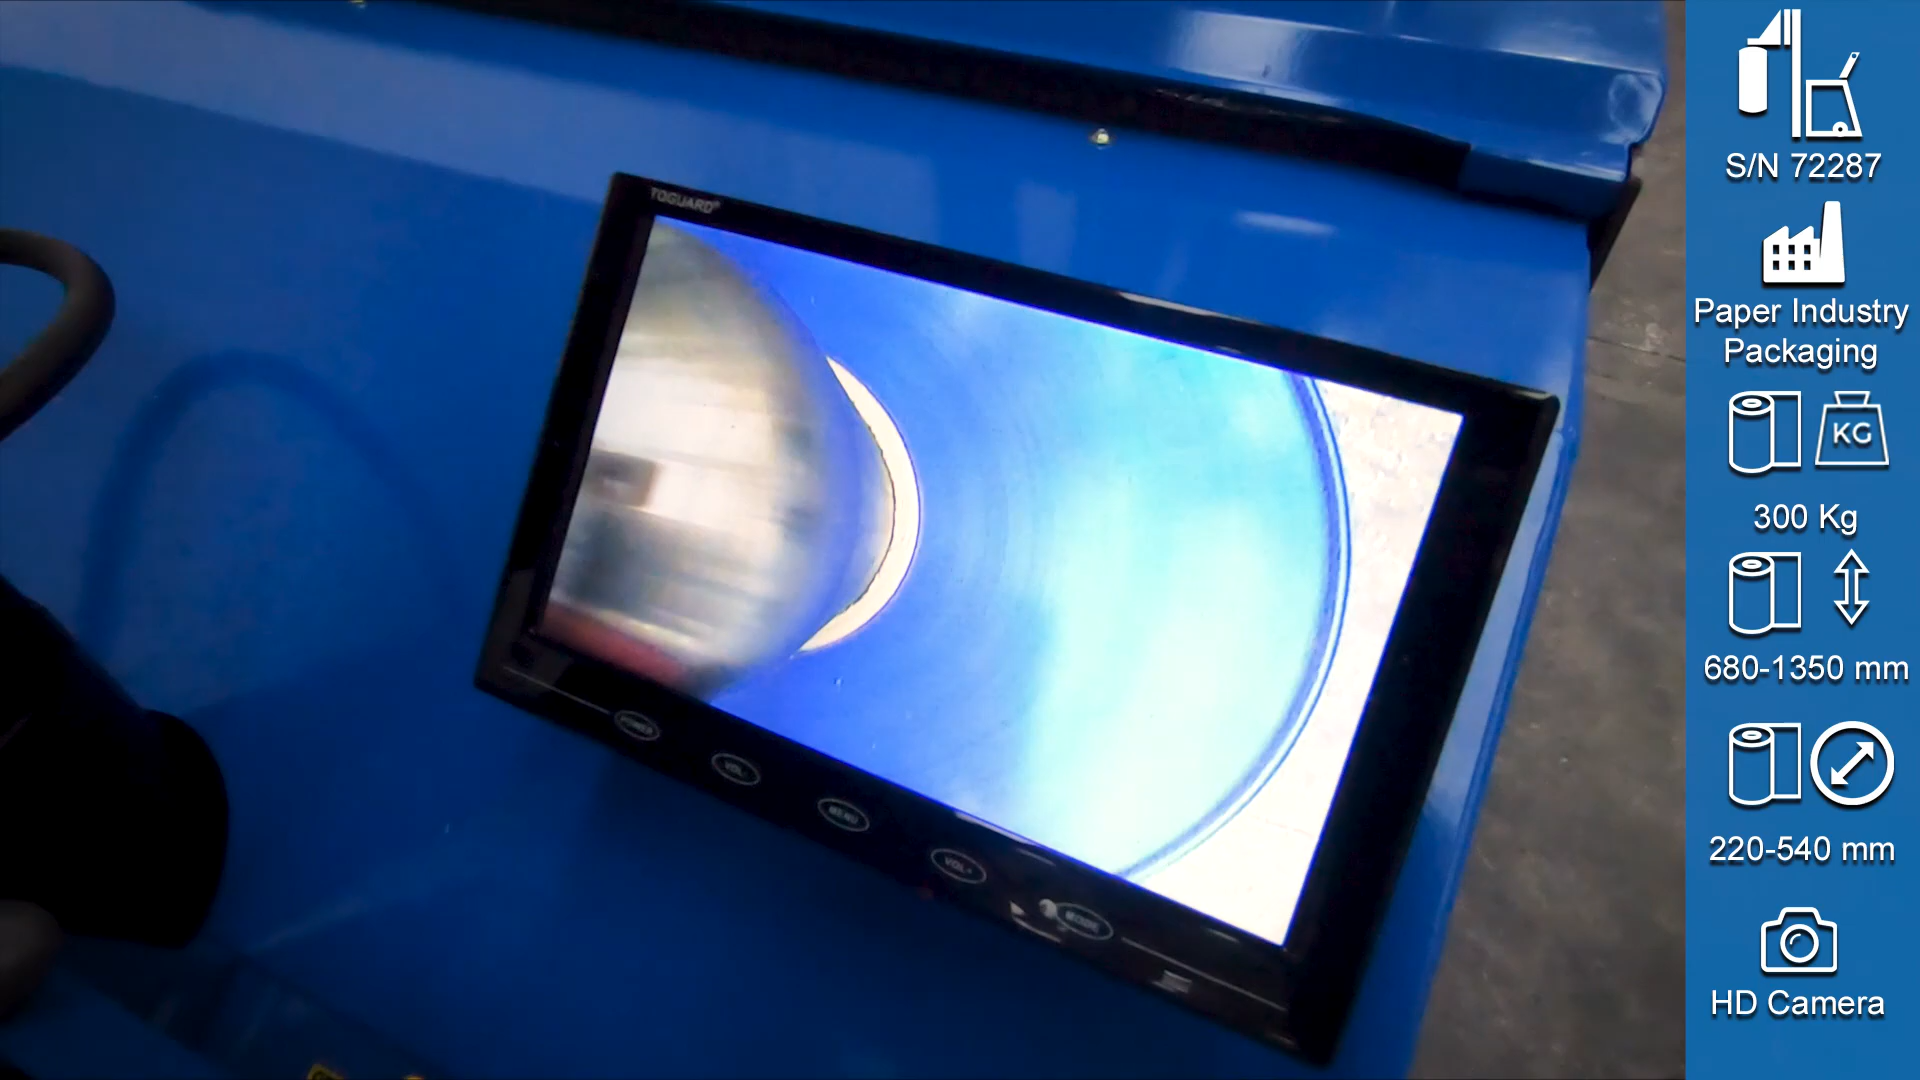 TOGUARD®
POWER
VOL-
MENU
VOL+
MODE
S/N 72287
Paper Industry
Packaging
KG
300 Kg
680-1350 mm
220-540 mm
HD Camera